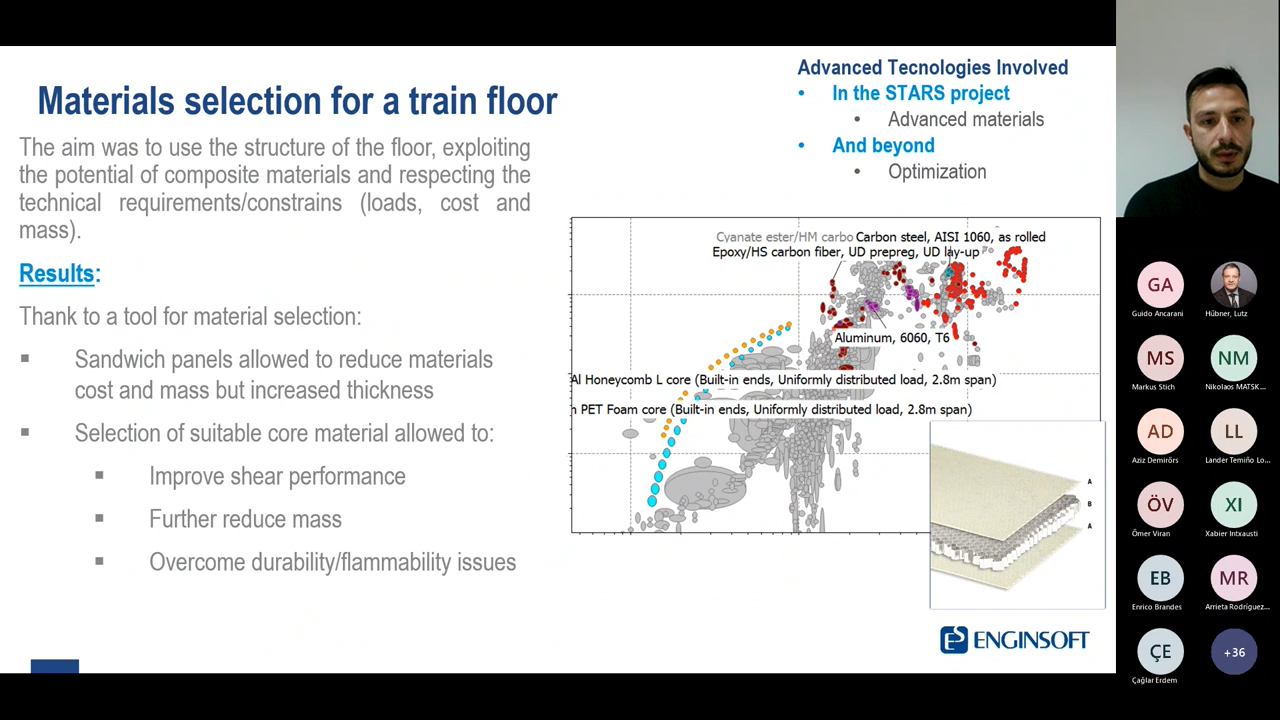 Materials selection for a train floor
The aim was to use the structure of the floor, exploiting
the potential of composite materials and respecting the
technical requirements/constrains (loads, cost and
mass).
Results:
Thank to a tool for material selection:
Sandwich panels allowed to reduce materials
cost and mass but increased thickness
Selection of suitable core material allowed to:
Improve shear performance
Further reduce mass
Overcome durability/flammability issues
Advanced Tecnologies Involved
• In the STARS project
• Advanced materials
• And beyond
• Optimization
Cyanate ester/HM carbo
Carbon steel, AISI 1060, as rolled
Epoxy/HS carbon fiber, UD prepreg, UD lay-up
Aluminum, 6060, T6
Al Honeycomb L core (Built-in ends, Uniformly distributed load, 2.8m span)
PET Foam core (Built-in ends, Uniformly distributed load, 2.8m span)
A
B
A
ENGINSOFT
GA
Guido Ancarani
Hübner, Lutz
MS
Markus Stich
NM
Nikolaos MATSK...
AD
Aziz Demirörs
LL
Lander Temiño Lo...
ÖV
Ömer Viran
XI
Xabier Intxausti
EB
Enrico Brandes
MR
Arrieta Rodríguez...
ÇE
Çağlar Erdem
+36